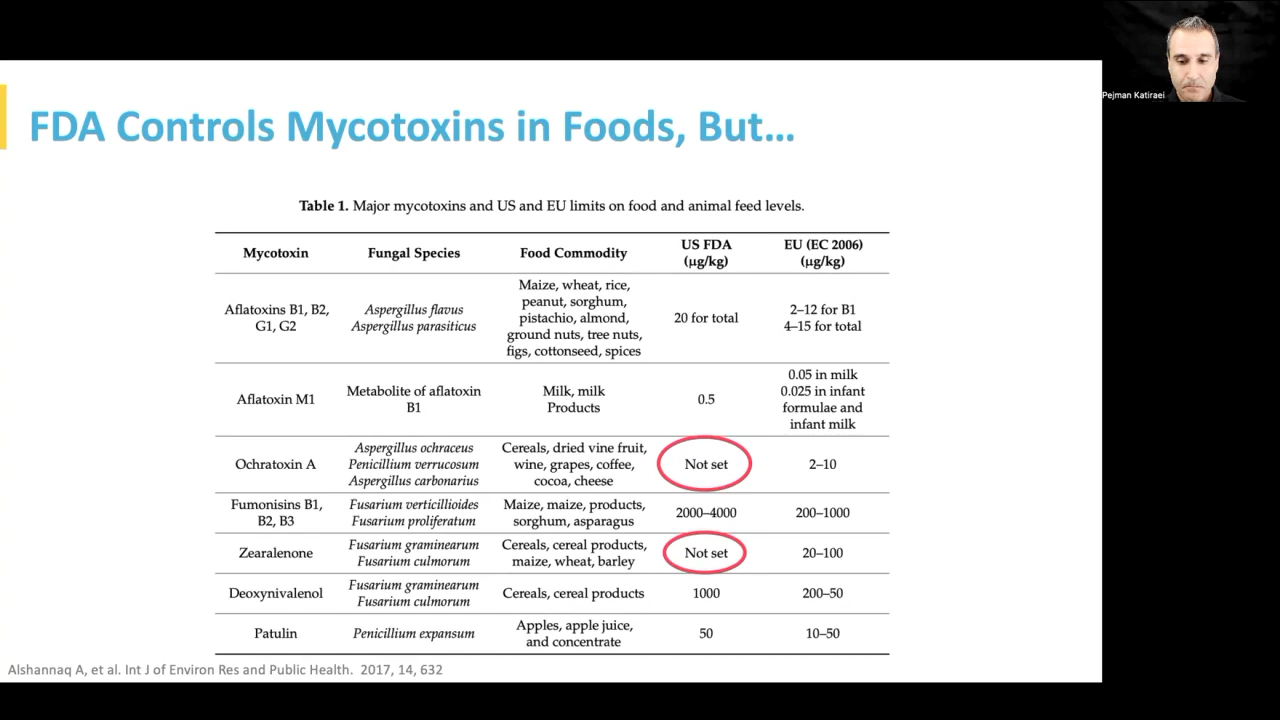 Pejman Katiraei
FDA Controls Mycotoxins in Foods, But...
Table 1. Major mycotoxins and US and EU limits on food and animal feed levels.
Mycotoxin
Fungal Species
Food Commodity
US FDA
(μg/kg)
EU (EC 2006)
(μg/kg)
Aflatoxins B1, B2,
G1, G2
Aspergillus flavus
Aspergillus parasiticus
Maize, wheat, rice,
peanut, sorghum,
pistachio, almond,
ground nuts, tree nuts,
figs, cottonseed, spices
20 for total
2–12 for B1
4–15 for total
Aflatoxin M1
Metabolite of aflatoxin
B1
Milk, milk
Products
0.5
0.05 in milk
0.025 in infant
formulae and
infant milk
Ochratoxin A
Aspergillus ochraceus
Penicillium verrucosum
Aspergillus carbonarius
Cereals, dried vine fruit,
wine, grapes, coffee,
cocoa, cheese
Not set
2–10
Fumonisins B1,
B2, B3
Fusarium verticillioides
Fusarium proliferatum
Maize, maize, products,
sorghum, asparagus
2000–4000
200–1000
Zearalenone
Fusarium graminearum
Fusarium culmorum
Cereals, cereal products,
maize, wheat, barley
Not set
20–100
Deoxynivalenol
Fusarium graminearum
Fusarium culmorum
Cereals, cereal products
1000
200–50
Patulin
Penicillium expansum
Apples, apple juice,
and concentrate
50
10–50
Alshannaq A, et al. Int J of Environ Res and Public Health. 2017, 14, 632